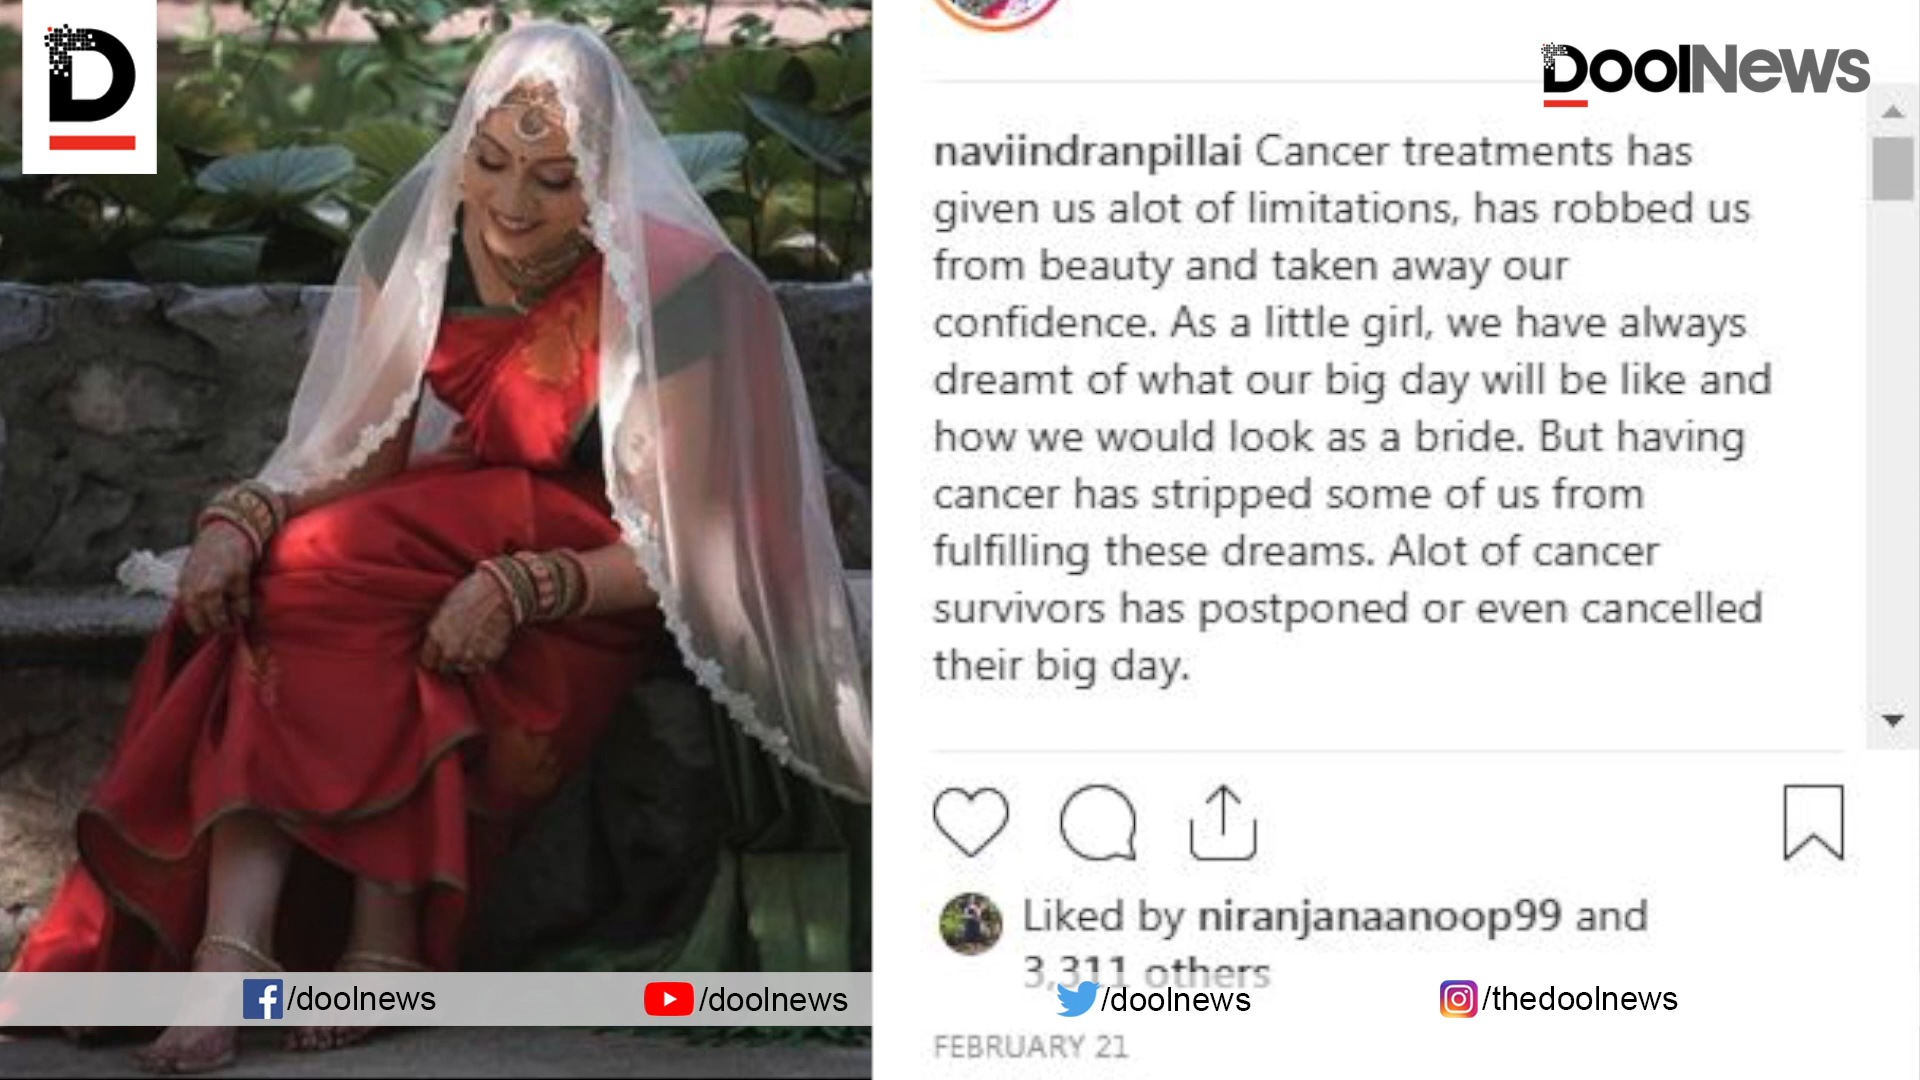 D
DoolNews
naviindranpillai Cancer treatments has
given us alot of limitations, has robbed us
from beauty and taken away our
confidence. As a little girl, we have always
dreamt of what our big day will be like and
how we would look as a bride. But having
cancer has stripped some of us from
fulfilling these dreams. Alot of cancer
survivors has postponed or even cancelled
their big day.
Liked by niranjanaanoop99 and
3,311 others
/doolnews
/doolnews
/doolnews
/thedoolnews
FEBRUARY 21